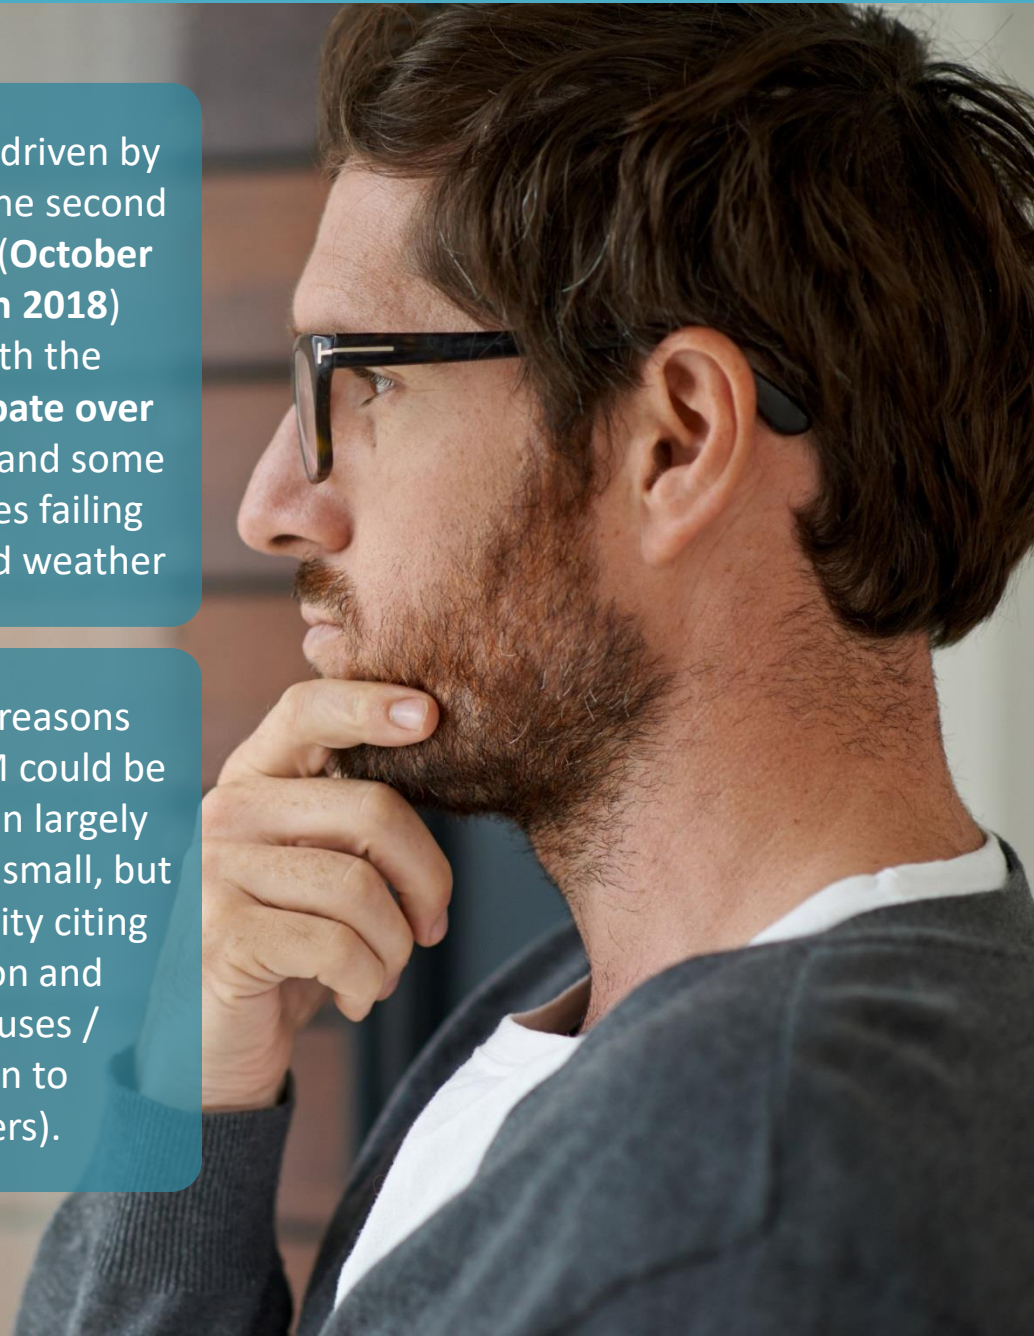 driven by
he second
(October
h 2018)
th the
bate over
and some
es failing
d weather
reasons
could be
n largely
small, but
ity citing
on and
uses /
n to
ers).